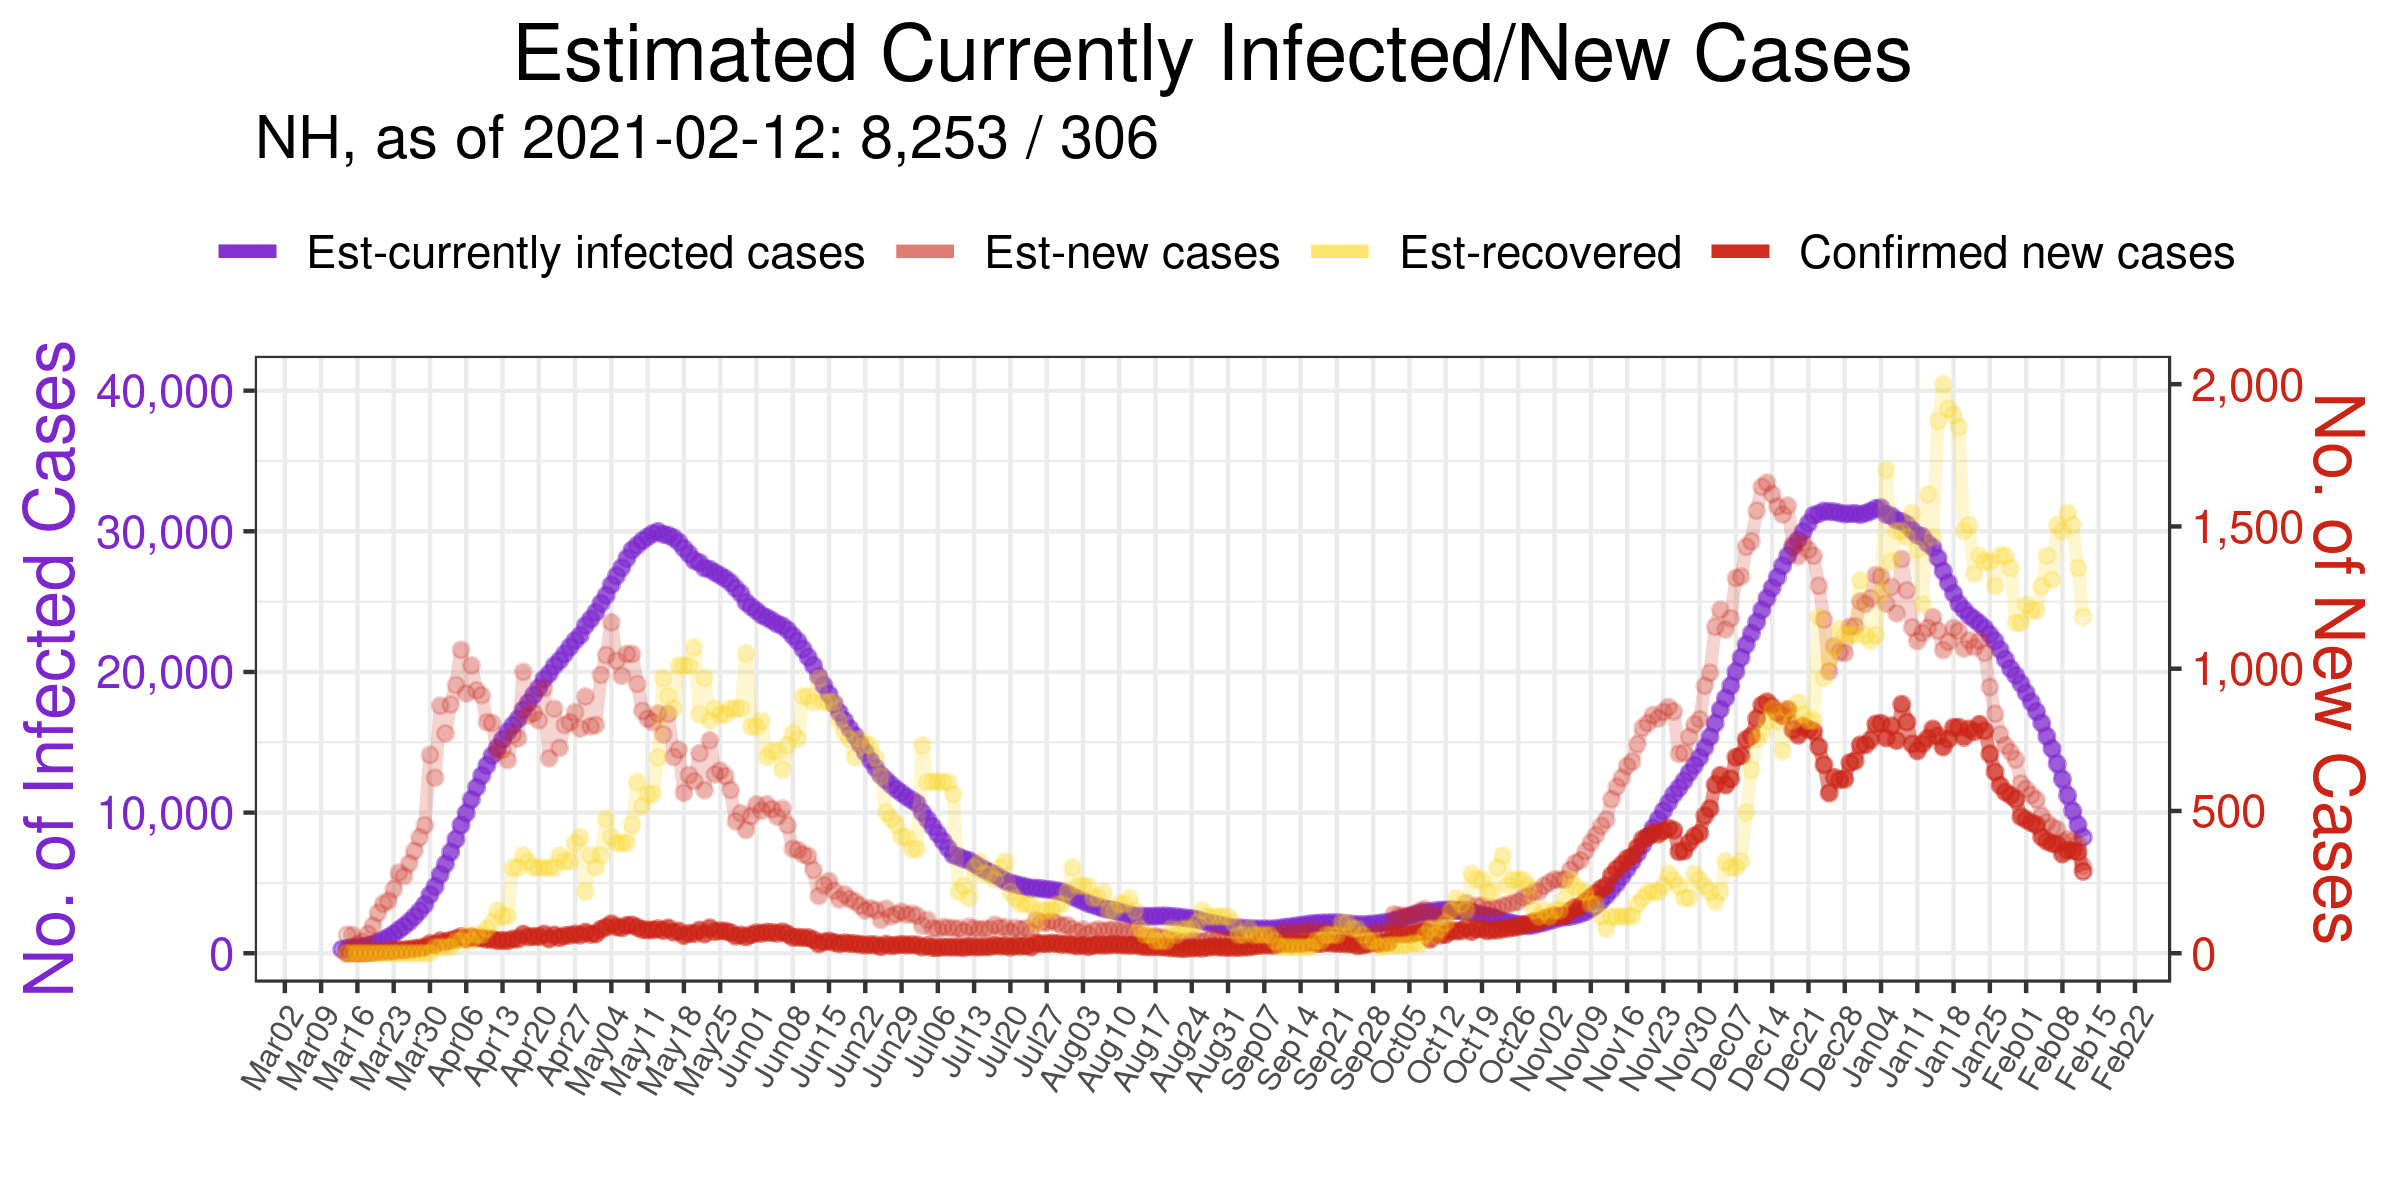 Estimated Currently Infected/New Cases
NH, as of 2021-02-12: 8,253 / 306
Est-currently infected cases Est-new cases Est-recovered Confirmed new cases
No. of Infected Cases
40,000
30,000
20,000
10,000
0
2,000
1,500
1,000
500
0
No. of New Cases
Mar02 Mar09 Mar16 Mar23 Mar30 Apr06 Apr13 Apr20 Apr27 May04 May11 May18 May25 Jun01 Jun08 Jun15 Jun22 Jun29 Jul06 Jul13 Jul20 Jul27 Aug03 Aug10 Aug17 Aug24 Aug31 Sep07 Sep14 Sep21 Sep28 Oct05 Oct12 Oct19 Oct26 Nov02 Nov09 Nov16 Nov23 Nov30 Dec07 Dec14 Dec21 Dec28 Jan04 Jan11 Jan18 Jan25 Feb01 Feb08 Feb15 Feb22